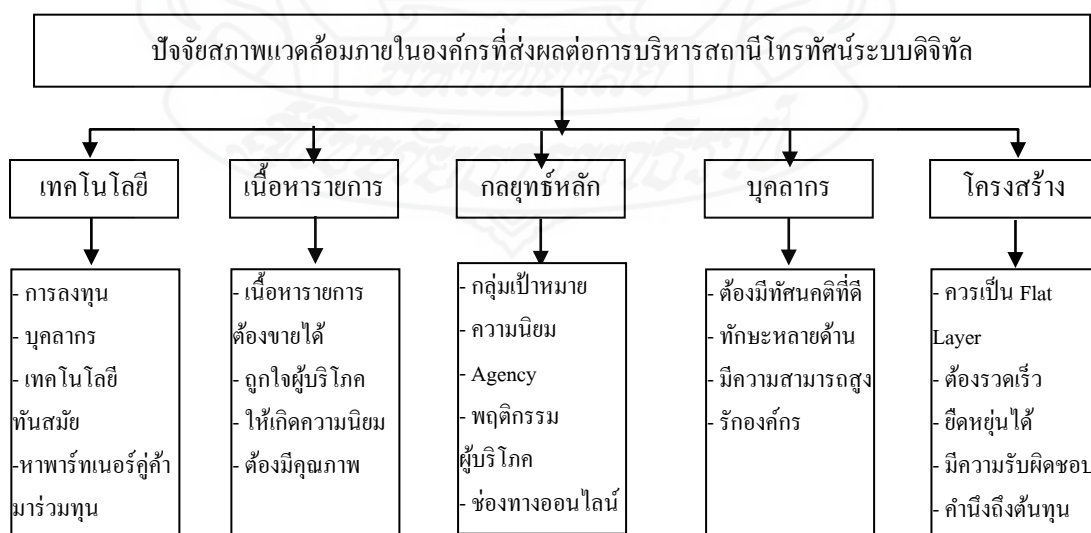 ปัจจัยสภาพแวดล้อมภายในองค์กรที่ส่งผลต่อการบริหารสถานีโทรทัศน์ระบบดิจิทัล
เทคโนโลยี
เนื้อหารายการ
กลยุทธ์หลัก
บุคลากร
โครงสร้าง
- การลงทุน
- บุคลากร
- เทคโนโลยี
ทันสมัย
-หาพาร์ทเนอร์คู่ค้า
มาร่วมทุน
- เนื้อหารายการ
ต้องขายได้
- ถูกใจผู้บริโภค
- ให้เกิดความนิยม
- ต้องมีคุณภาพ
- กลุ่มเป้าหมาย
- ความนิยม
- Agency
- พฤติกรรม
ผู้บริโภค
- ช่องทางออนไลน์
- ต้องมีทัศนคติที่ดี
- ทักษะหลายด้าน
- มีความสามารถสูง
- รักองค์กร
- ควรเป็น Flat
Layer
- ต้องรวดเร็ว
- ยืดหยุ่นได้
- มีความรับผิดชอบ
- คำนึงถึงต้นทุน